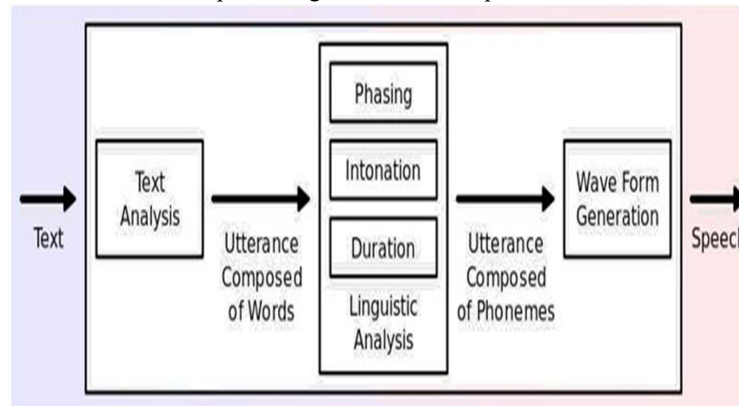 Text
Text
Analysis
Utterance
Composed
of Words
Phasing
Intonation
Duration
Linguistic
Analysis
Utterance
Composed
of Phonemes
Wave Form
Generation
Speech